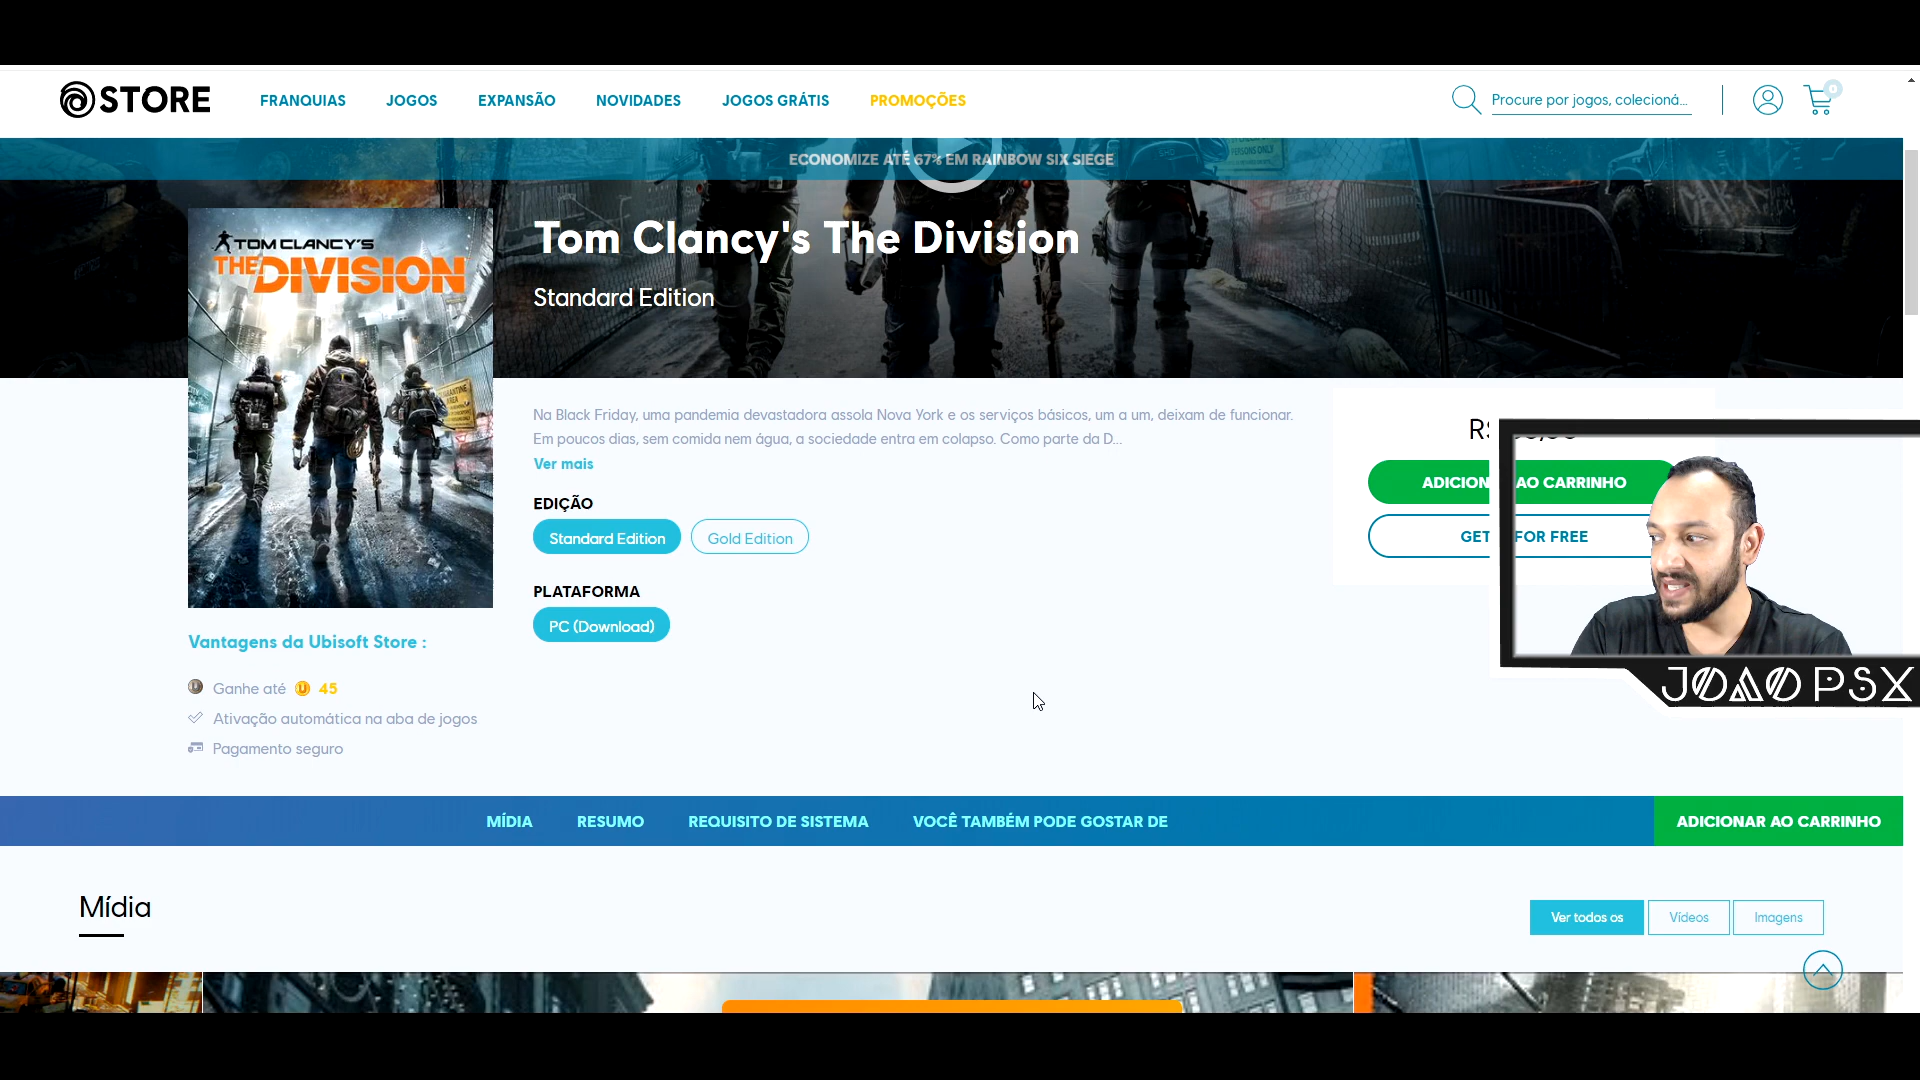 STORE
FRANQUIAS JOGOS EXPANSÃO NOVIDADES JOGOS GRÁTIS PROMOÇÕES
Procure por jogos, colecioná...
0
ECONOMIZE ATÉ 67% EM RAINBOW SIX SIEGE
PERSONS ONLY
TOM CLANCY'S
THE DIVISION
Tom Clancy's The Division
Standard Edition
Na Black Friday, uma pandemia devastadora assola Nova York e os serviços básicos, um a um, deixam de funcionar.
Em poucos dias, sem comida nem água, a sociedade entra em colapso. Como parte da D...
Ver mais
EDIÇÃO
Standard Edition Gold Edition
PLATAFORMA
PC (Download)
AO CARRINHO
GET FOR FREE
JOAO PSX
Vantagens da Ubisoft Store :
Ganhe até 45
Ativação automática na aba de jogos
Pagamento seguro
MÍDIA RESUMO REQUISITO DE SISTEMA VOCÊ TAMBÉM PODE GOSTAR DE ADICIONAR AO CARRINHO
Mídia
Ver todos os Vídeos Imagens